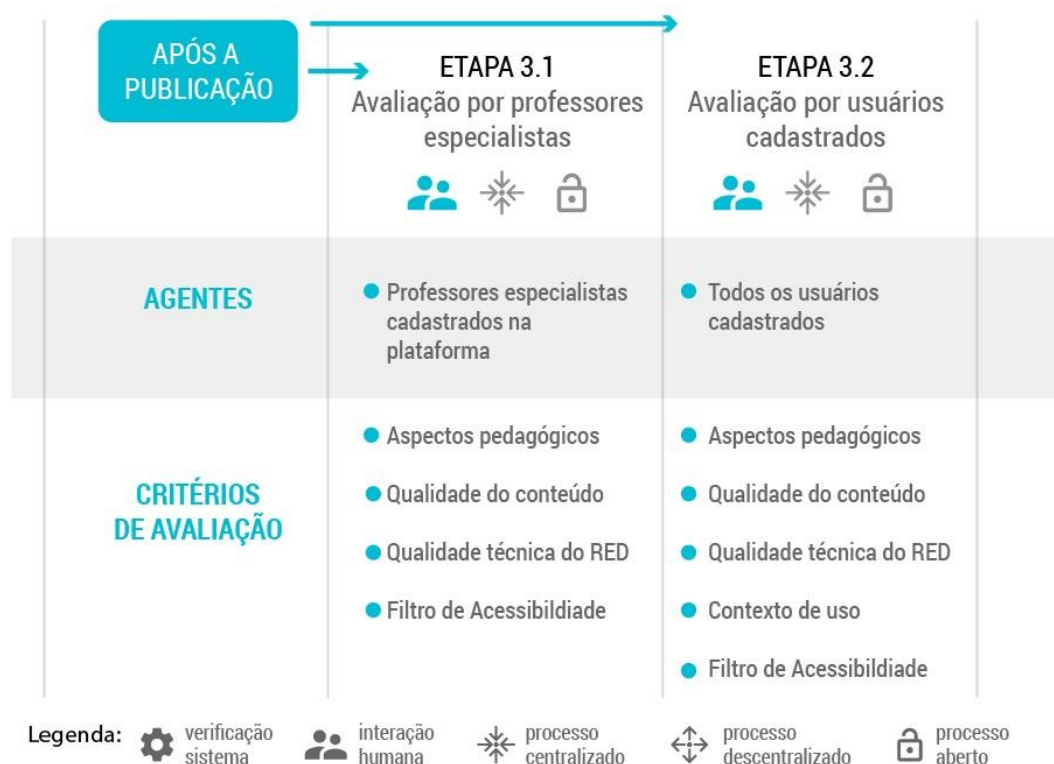 APÓS A
PUBLICAÇÃO
ETAPA 3.1
Avaliação por professores
especialistas
ETAPA 3.2
Avaliação por usuários
cadastrados
AGENTES
Professores especialistas
cadastrados na
plataforma
Todos os usuários
cadastrados
CRITÉRIOS
DE AVALIAÇÃO
Aspectos pedagógicos
Qualidade do conteúdo
Qualidade técnica do RED
Filtro de Acessibildiade
Aspectos pedagógicos
Qualidade do conteúdo
Qualidade técnica do RED
Contexto de uso
Filtro de Acessibildiade
Legenda:
verificação
sistema
interação
humana
processo
centralizado
processo
descentralizado
processo
aberto